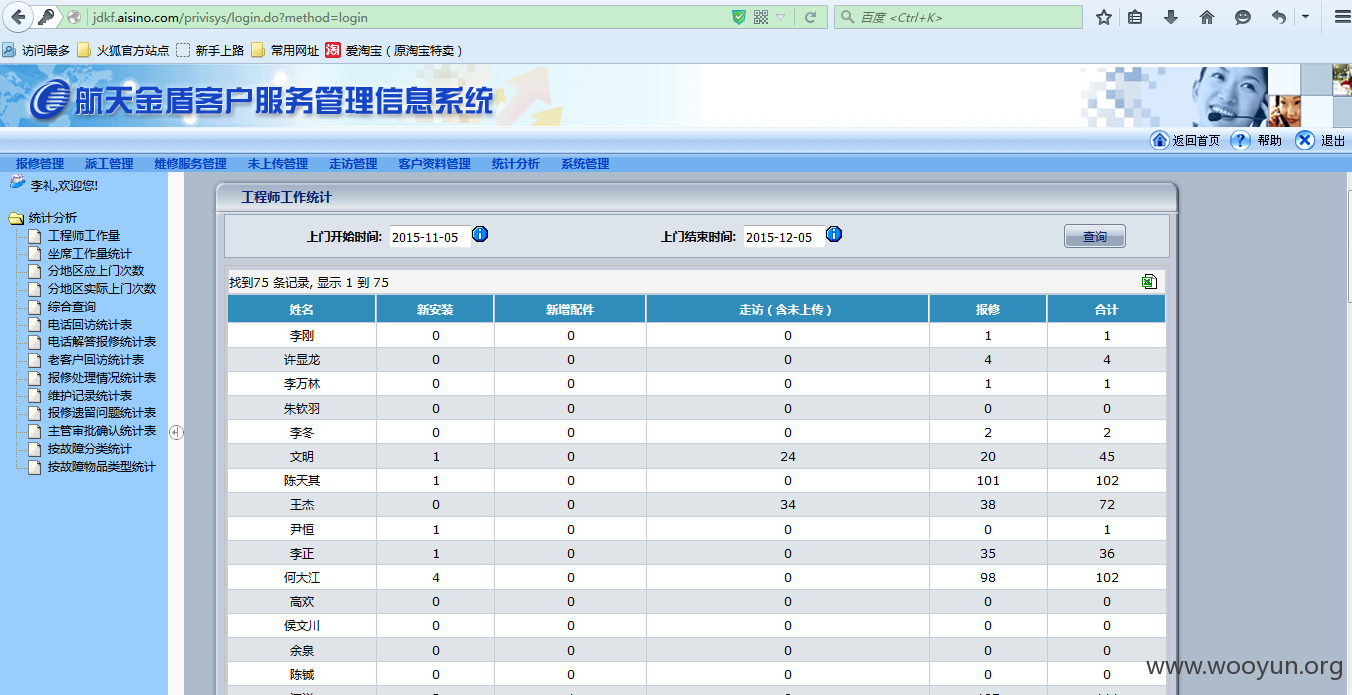 jdkf.aisino.com/privisys/login.do?method=login
百度 <Ctrl+K>
访问最多 火狐官方站点 新手上路 常用网址 淘 爱淘宝（原淘宝特卖）
航天金盾客户服务管理信息系统
返回首页 ? 帮助 退出
报修管理 派工管理 维修服务管理 未上传管理 走访管理 客户资料管理 统计分析 系统管理
李礼,欢迎您!
统计分析
工程师工作量
坐席工作量统计
分地区应上门次数
分地区实际上门次数
综合查询
电话回访统计表
电话解答报修统计表
老客户回访统计表
报修处理情况统计表
维护记录统计表
报修遗留问题统计表
主管审批确认统计表
按故障分类统计
按故障物品类型统计
工程师工作统计
上门开始时间: 2015-11-05 上门结束时间: 2015-12-05 查询
找到75 条记录, 显示 1 到 75
姓名 新安装 新增配件 走访（含未上传） 报修 合计
李刚 0 0 0 1 1
许显龙 0 0 0 4 4
李万林 0 0 0 1 1
朱钦羽 0 0 0 0 0
李冬 0 0 0 2 2
文明 1 0 24 20 45
陈天其 1 0 0 101 102
王杰 0 0 34 38 72
尹恒 1 0 0 0 1
李正 1 0 0 35 36
何大江 4 0 0 98 102
高欢 0 0 0 0 0
侯文川 0 0 0 0 0
余泉 0 0 0 0 0
陈铖 0 0 0 0 0
www.wooyun.org